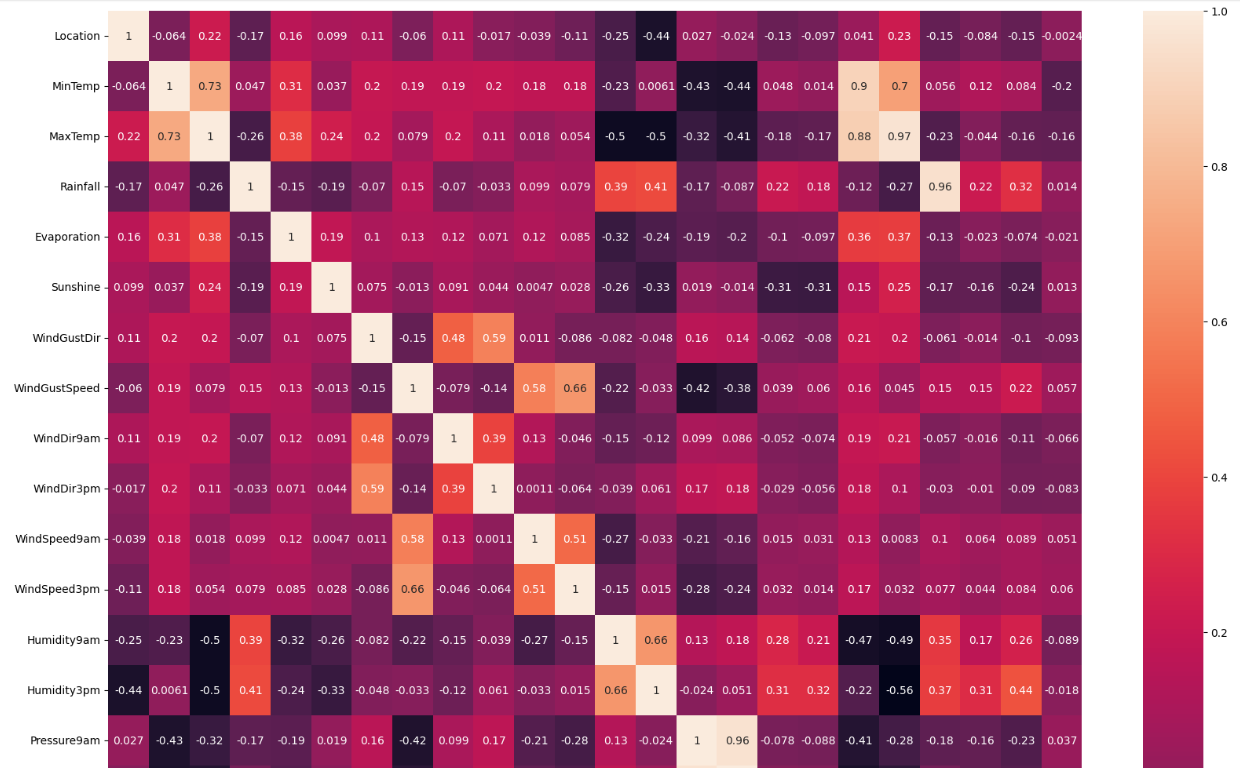 Location 1 -0.064 0.22 -0.17 0.16 0.099 0.11 -0.06 0.11 -0.017 -0.039 -0.11 -0.25 -0.44 0.027 -0.024 -0.13 -0.097 0.041 0.23 -0.15 -0.084 -0.15 -0.0024 1.0
MinTemp -0.064 1 0.73 0.047 0.31 0.037 0.2 0.19 0.19 0.2 0.18 0.18 -0.23 0.0061 -0.43 -0.44 0.048 0.014 0.9 0.7 0.056 0.12 0.084 -0.2
MaxTemp 0.22 0.73 1 -0.26 0.38 0.24 0.2 0.079 0.2 0.11 0.018 0.054 -0.5 -0.5 -0.32 -0.41 -0.18 -0.17 0.88 0.97 -0.23 -0.044 -0.16 -0.16
0.8
Rainfall -0.17 0.047 -0.26 1 -0.15 -0.19 -0.07 0.15 -0.07 -0.033 0.099 0.079 0.39 0.41 -0.17 -0.087 0.22 0.18 -0.12 -0.27 0.96 0.22 0.32 0.014
Evaporation 0.16 0.31 0.38 -0.15 1 0.19 0.1 0.13 0.12 0.071 0.12 0.085 -0.32 -0.24 -0.19 -0.2 -0.1 -0.097 0.36 0.37 -0.13 -0.023 -0.074 -0.021
Sunshine 0.099 0.037 0.24 -0.19 0.19 1 0.075 -0.013 0.091 0.044 0.0047 0.028 -0.26 -0.33 0.019 -0.014 -0.31 -0.31 0.15 0.25 -0.17 -0.16 -0.24 0.013
0.6
WindGustDir 0.11 0.2 0.2 -0.07 0.1 0.075 1 -0.15 0.48 0.59 0.011 -0.086 -0.082 -0.048 0.16 0.14 -0.062 -0.08 0.21 0.2 -0.061 -0.014 -0.1 -0.093
WindGustSpeed -0.06 0.19 0.079 0.15 0.13 -0.013 -0.15 1 -0.079 -0.14 0.58 0.66 -0.22 -0.033 -0.42 -0.38 0.039 0.06 0.16 0.045 0.15 0.15 0.22 0.057
WindDir9am 0.11 0.19 0.2 -0.07 0.12 0.091 0.48 -0.079 1 0.39 0.13 -0.046 -0.15 -0.12 0.099 0.086 -0.052 -0.074 0.19 0.21 -0.057 -0.016 -0.11 -0.066
0.4
WindDir3pm -0.017 0.2 0.11 -0.033 0.071 0.044 0.59 -0.14 0.39 1 0.0011 -0.064 -0.039 0.061 0.17 0.18 -0.029 -0.056 0.18 0.1 -0.03 -0.01 -0.09 -0.083
WindSpeed9am -0.039 0.18 0.018 0.099 0.12 0.0047 0.011 0.58 0.13 0.0011 1 0.51 -0.27 -0.033 -0.21 -0.16 0.015 0.031 0.13 0.0083 0.1 0.064 0.089 0.051
WindSpeed3pm -0.11 0.18 0.054 0.079 0.085 0.028 -0.086 0.66 -0.046 -0.064 0.51 1 -0.15 0.015 -0.28 -0.24 0.032 0.014 0.17 0.032 0.077 0.044 0.084 0.06
0.2
Humidity9am -0.25 -0.23 -0.5 0.39 -0.32 -0.26 -0.082 -0.22 -0.15 -0.039 -0.27 -0.15 1 0.66 0.13 0.18 0.28 0.21 -0.47 -0.49 0.35 0.17 0.26 -0.089
Humidity3pm -0.44 0.0061 -0.5 0.41 -0.24 -0.33 -0.048 -0.033 -0.12 0.061 -0.033 0.015 0.66 1 -0.024 0.051 0.31 0.32 -0.22 -0.56 0.37 0.31 0.44 -0.018
Pressure9am 0.027 -0.43 -0.32 -0.17 -0.19 0.019 0.16 -0.42 0.099 0.17 -0.21 -0.28 0.13 -0.024 1 0.96 -0.078 -0.088 -0.41 -0.28 -0.18 -0.16 -0.23 0.037